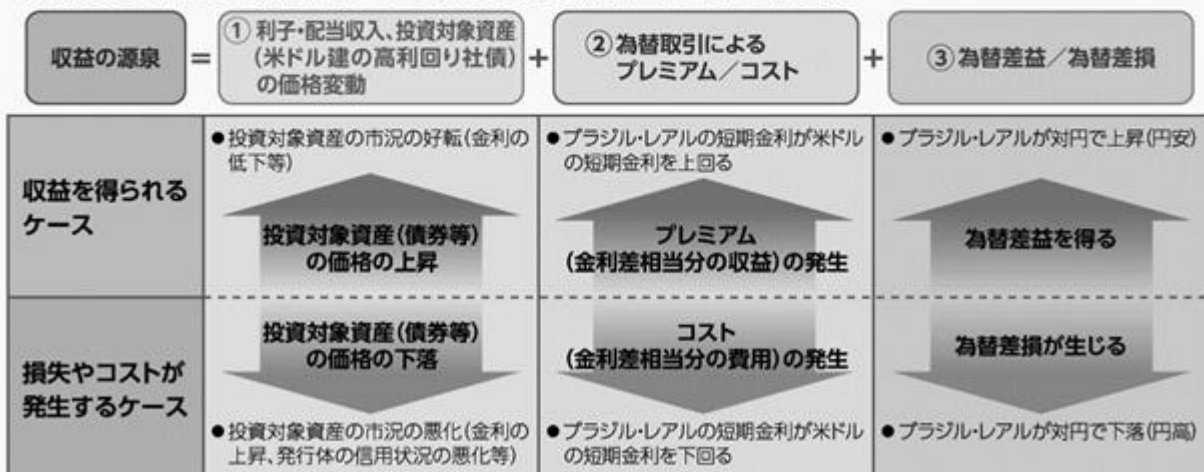 収益の源泉
=
①利子・配当収入、投資対象資産
(米ドル建の高利回り社債)
の価格変動
+
②為替取引による
プレミアム／コスト
+
③為替差益／為替差損
収益を得られる
ケース
●投資対象資産の市況の好転(金利の
低下等)
投資対象資産(債券等)
の価格の上昇
●ブラジル・レアルの短期金利が米ドル
の短期金利を上回る
プレミアム
(金利差相当分の収益)の発生
●ブラジル・レアルが対円で上昇(円安)
為替差益を得る
損失やコストが
発生するケース
投資対象資産(債券等)
の価格の下落
●投資対象資産の市況の悪化(金利の
上昇、発行体の信用状況の悪化等)
コスト
(金利差相当分の費用)の発生
●ブラジル・レアルの短期金利が米ドル
の短期金利を下回る
為替差損が生じる
●ブラジル・レアルが対円で下落(円高)